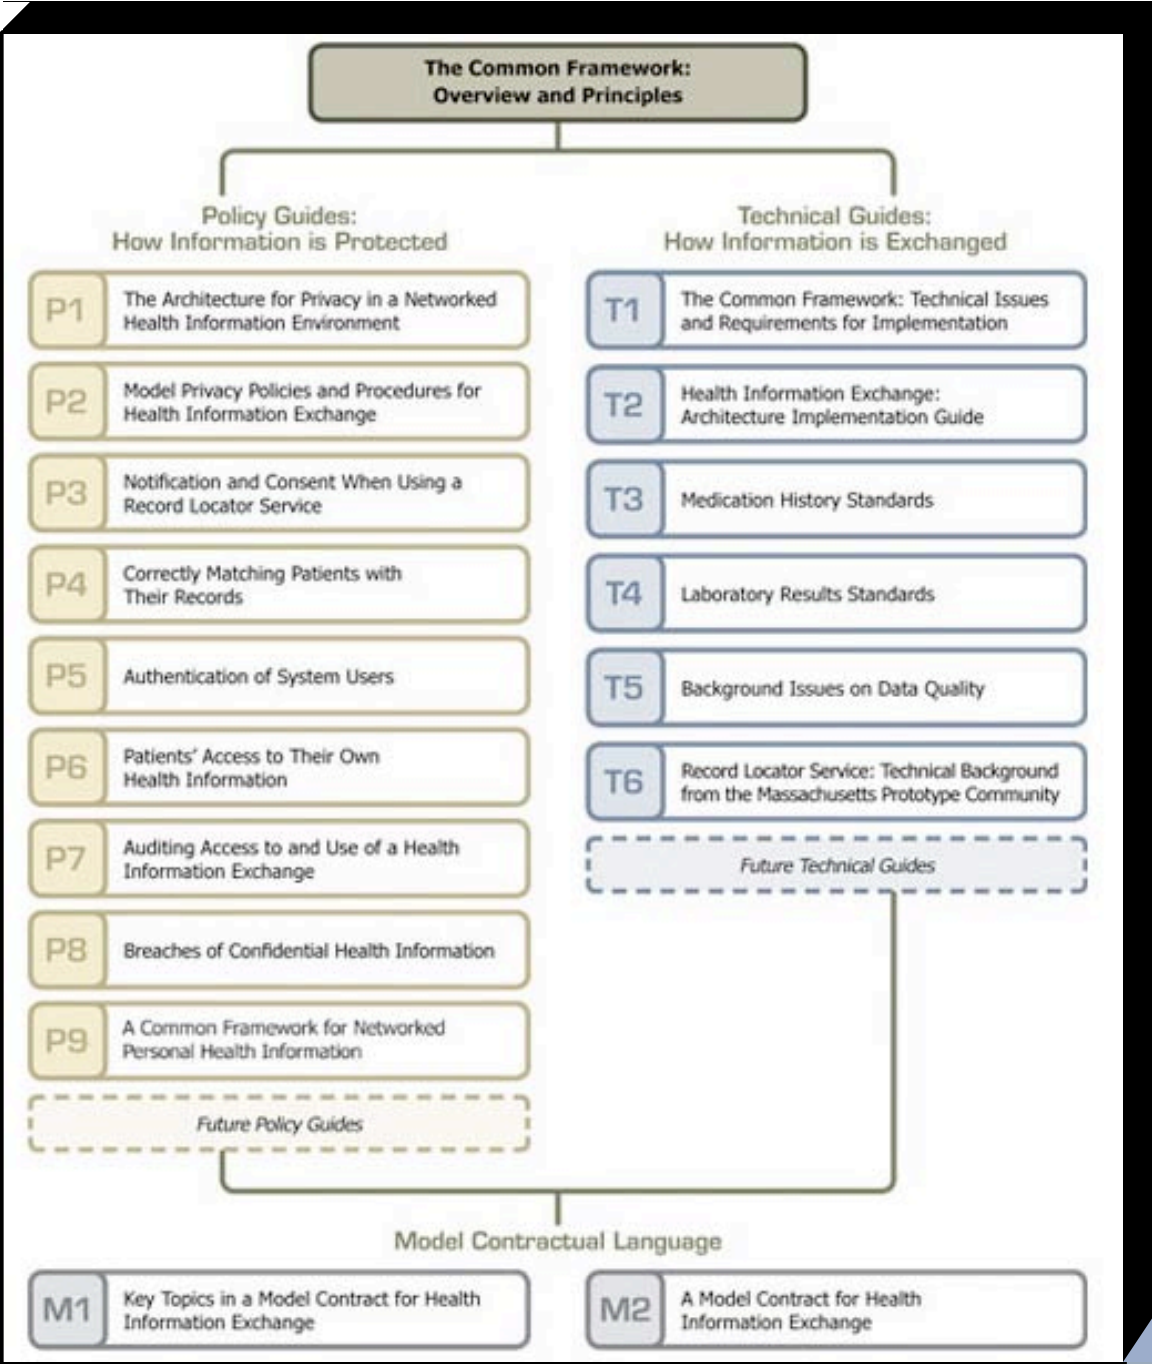 The Common Framework:
Overview and Principles
Policy Guides:
How Information is Protected
P1
The Architecture for Privacy in a Networked
Health Information Environment
P2
Model Privacy Policies and Procedures for
Health Information Exchange
P3
Notification and Consent When Using a
Record Locator Service
P4
Correctly Matching Patients with
Their Records
P5
Authentication of System Users
P6
Patients’ Access to Their Own
Health Information
P7
Auditing Access to and Use of a Health
Information Exchange
P8
Breaches of Confidential Health Information
P9
A Common Framework for Networked
Personal Health Information
Future Policy Guides
Technical Guides:
How Information is Exchanged
T1
The Common Framework: Technical Issues
and Requirements for Implementation
T2
Health Information Exchange:
Architecture Implementation Guide
T3
Medication History Standards
T4
Laboratory Results Standards
T5
Background Issues on Data Quality
T6
Record Locator Service: Technical Background
from the Massachusetts Prototype Community
Future Technical Guides
Model Contractual Language
M1
Key Topics in a Model Contract for Health
Information Exchange
M2
A Model Contract for Health
Information Exchange